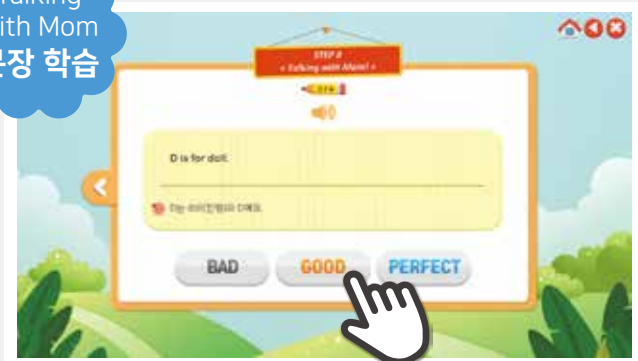 Talking
with Mom
문장 학습
STEP 8
Talking with Mom!
D is for doll.
BAD
GOOD
PERFECT